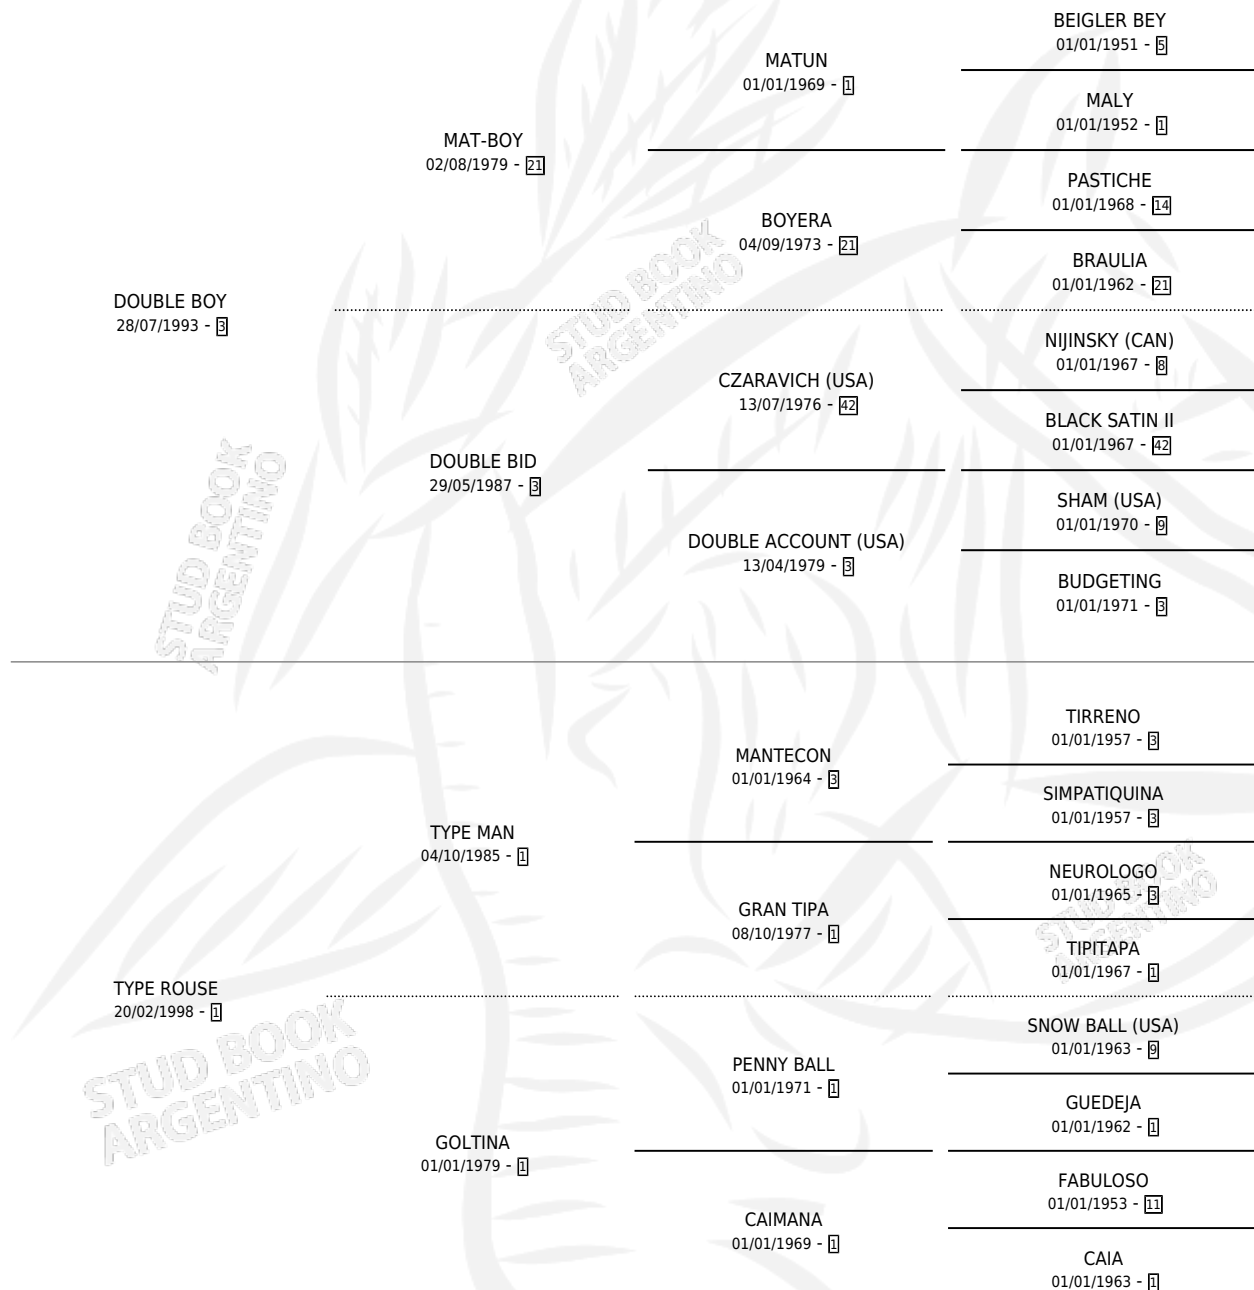 BEIGLER BEY
01/01/1951 - 5
MATUN
01/01/1969 - 1
MALY
01/01/1952 - 1
MAT-BOY
02/08/1979 - 21
PASTICHE
01/01/1968 - 14
BOYERA
04/09/1973 - 21
BRAULIA
01/01/1962 - 21
DOUBLE BOY
28/07/1993 - 3
NIJINSKY (CAN)
01/01/1967 - 8
CZARAVICH (USA)
13/07/1976 - 42
BLACK SATIN II
01/01/1967 - 42
DOUBLE BID
29/05/1987 - 3
SHAM (USA)
01/01/1970 - 9
DOUBLE ACCOUNT (USA)
13/04/1979 - 3
BUDGETING
01/01/1971 - 3
TIRRENO
01/01/1957 - 3
MANTECON
01/01/1964 - 3
SIMPATIQUINA
01/01/1957 - 3
TYPE MAN
04/10/1985 - 1
NEUROLOGO
01/01/1965 - 3
GRAN TIPA
08/10/1977 - 1
TIPITAPA
01/01/1967 - 1
TYPE ROUSE
20/02/1998 - 1
SNOW BALL (USA)
01/01/1963 - 9
PENNY BALL
01/01/1971 - 1
GUEDEJA
01/01/1962 - 1
GOLTINA
01/01/1979 - 1
FABULOSO
01/01/1953 - 11
CAIMANA
01/01/1969 - 1
CAIA
01/01/1963 - 1
STUD BOOK
ARGENTINO
STUD BOOK
ARGENTINO
STUD BOOK
ARGENTINO
STUD BOOK
ARGENTINO